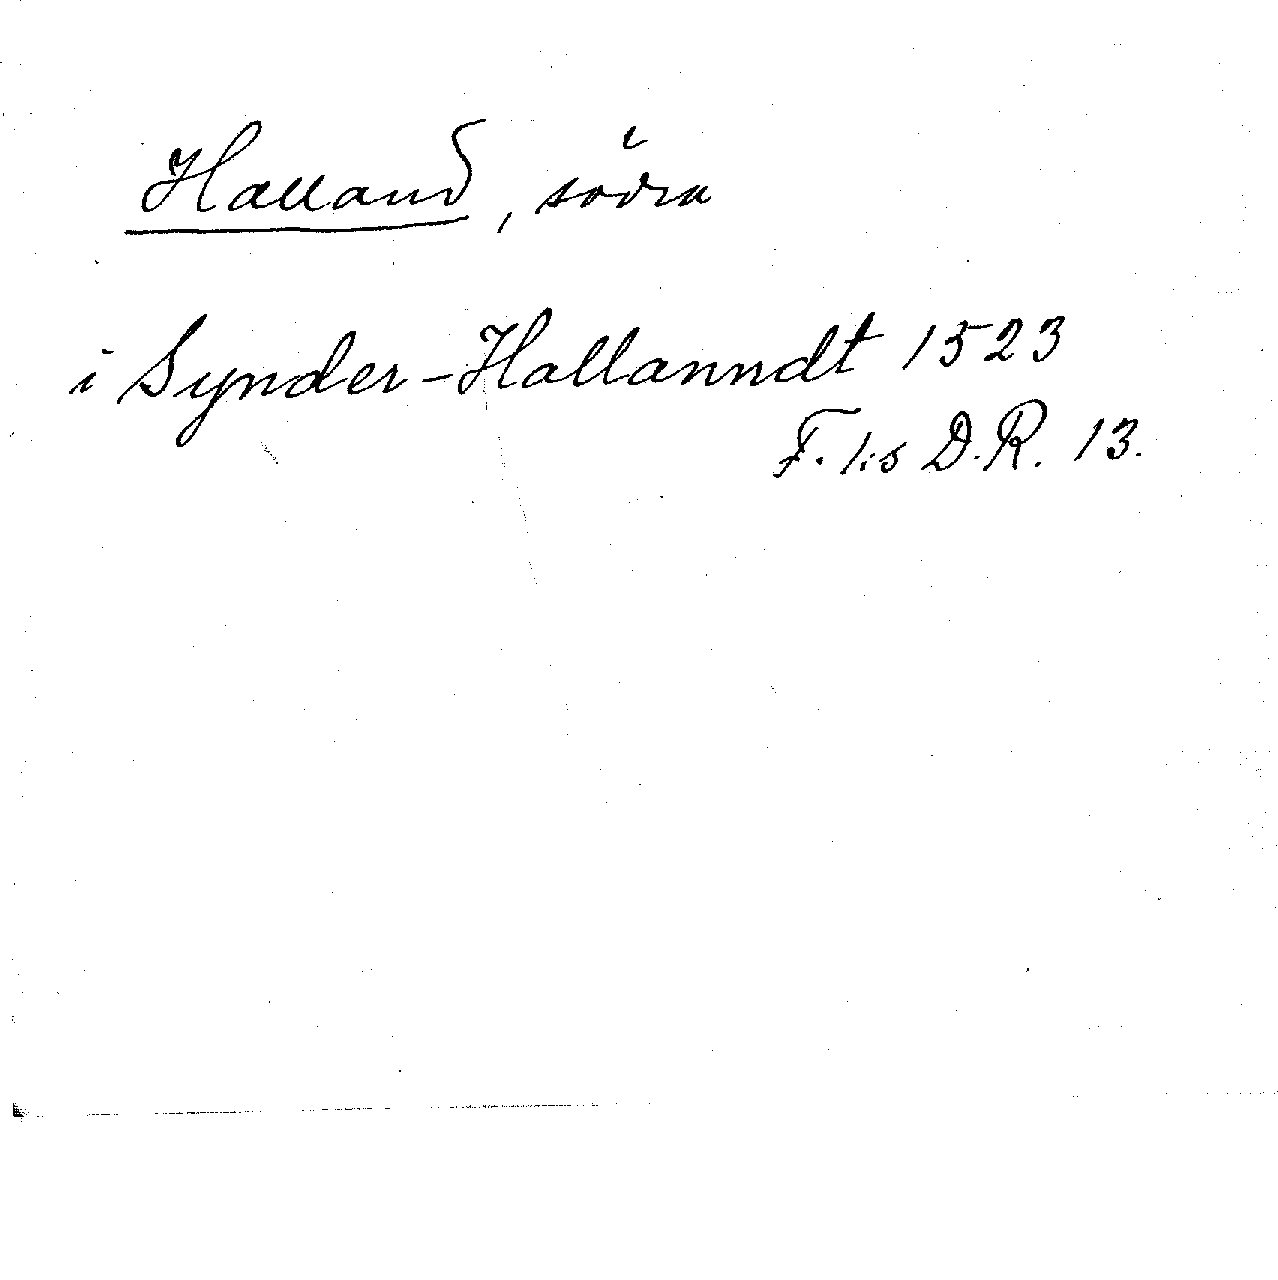 Halland, södra
i Synder-Hallanndt 1523
F. I:s D.R. 13.